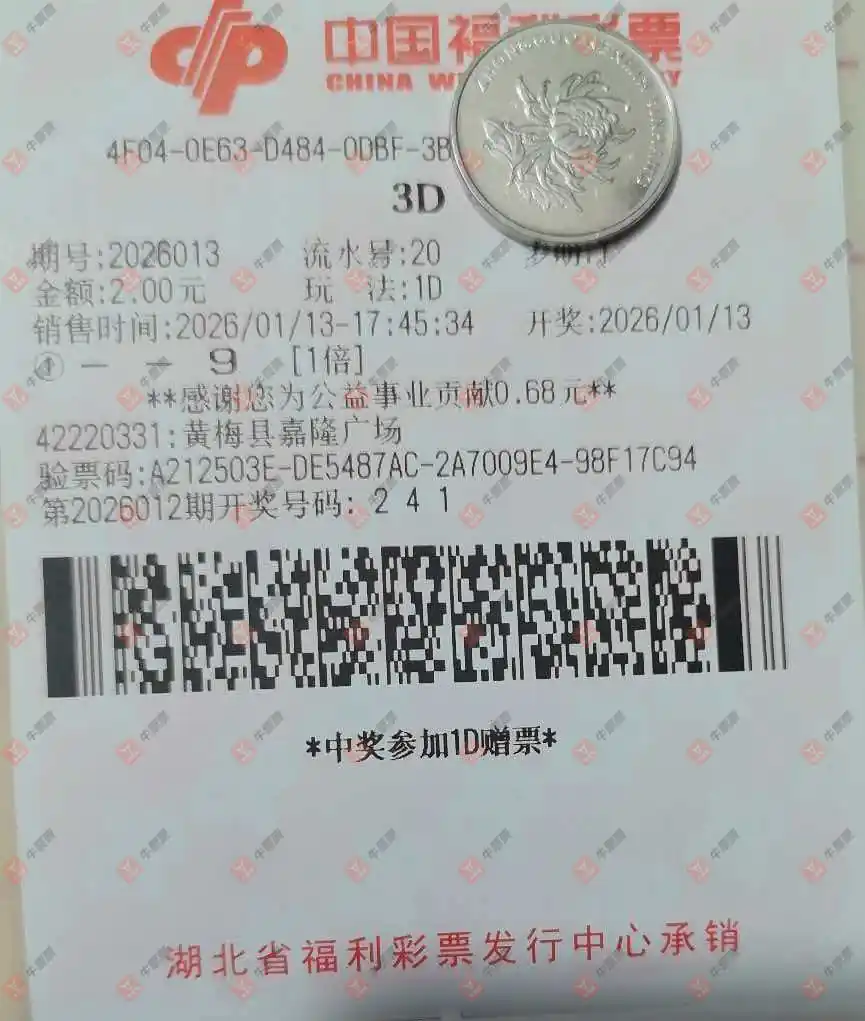 中国福利彩票
CHINA W Y
4F04-0E63-D484-0DBF-3B
3D
期号:2026013 流水号:20
金额:2.00元 玩 法:1D
销售时间:2026/01/13-17:45:34 开奖:2026/01/13
① — — 9 [1倍]
**感谢您为公益事业贡献0.68元**
42220331:黄梅县嘉隆广场
验票码:A212503E-DE5487AC-2A7009E4-98F17C94
第2026012期开奖号码: 2 4 1
*中奖参加1D赠票*
湖北省福利彩票发行中心承销